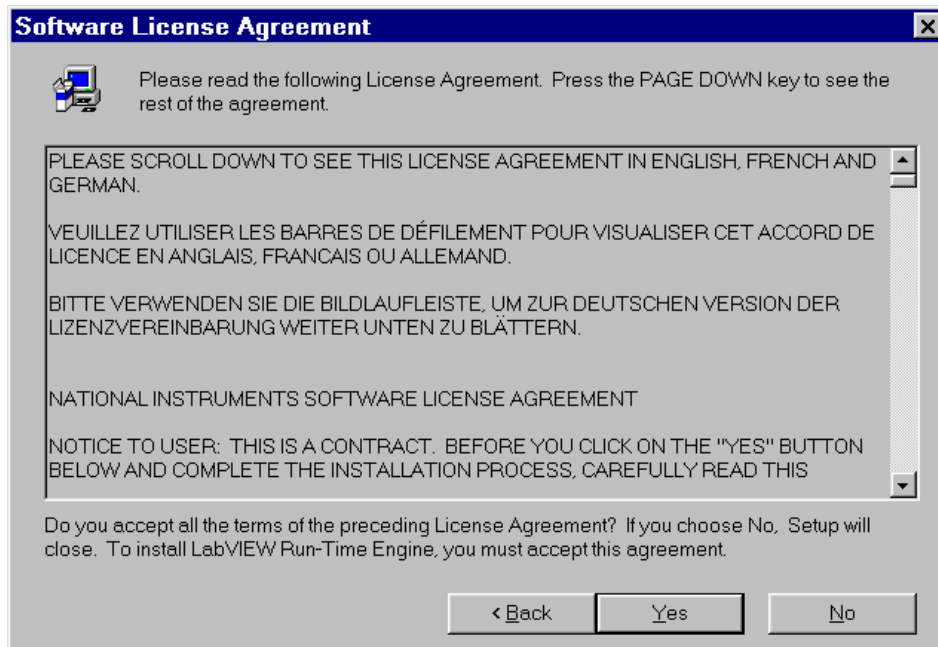 Software License Agreement
Please read the following License Agreement.  Press the PAGE DOWN key to see the
rest of the agreement.
PLEASE SCROLL DOWN TO SEE THIS LICENSE AGREEMENT IN ENGLISH, FRENCH AND
GERMAN.
VEUILLEZ UTILISER LES BARRES DE DÉFILEMENT POUR VISUALISER CET ACCORD DE
LICENCE EN ANGLAIS, FRANCAIS OU ALLEMAND.
BITTE VERWENDEN SIE DIE BILDLAUFLEISTE, UM ZUR DEUTSCHEN VERSION DER
LIZENZVEREINBARUNG WEITER UNTEN ZU BLÄTTERN.
NATIONAL INSTRUMENTS SOFTWARE LICENSE AGREEMENT
NOTICE TO USER:  THIS IS A CONTRACT.  BEFORE YOU CLICK ON THE "YES" BUTTON
BELOW AND COMPLETE THE INSTALLATION PROCESS, CAREFULLY READ THIS
Do you accept all the terms of the preceding License Agreement?  If you choose No,  Setup will
close.  To install LabVIEW Run-Time Engine, you must accept this agreement.
< Back
Yes
No